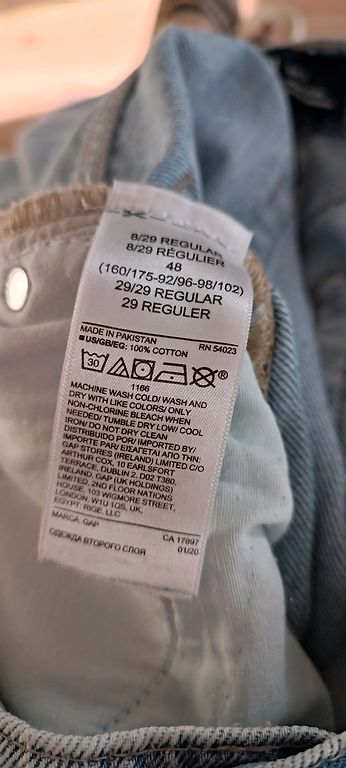 8/29 REGULAR
8/29 RÉGULIER
48
(160/175-92/96-98/102)
29/29 REGULAR
29 REGULER
MADE IN PAKISTAN RN 54023
■US/GB/EG: 100% COTTON
30 ®
1166
MACHINE WASH COLD/ WASH AND
DRY WITH LIKE COLORS/ ONLY
NON-CHLORINE BLEACH WHEN
NEEDED/ TUMBLE DRY LOW/ COOL
IRON/ DO NOT DRY CLEAN
DISTRIBUIDO POR/ IMPORTED BY/
IMPORTE PAR/ ΕΙΣΑΓΕΤΑΙ ΑΠΟ ΤΗΝ:
GAP STORES (IRELAND) LIMITED C/O
ARTHUR COX, 10 EARLSFORT
TERRACE, DUBLIN 2, D02 T380,
IRELAND, GAP (UK HOLDINGS)
LIMITED, 2ND FLOOR NATIONS
HOUSE, 103 WIGMORE STREET,
LONDON, W1U 1QS, UK,
EGYPT: RIGE, LLC
MARCA: GAP CA 17897
01/20
ОДЕЖДА ВТОРОГО СЛОЯ